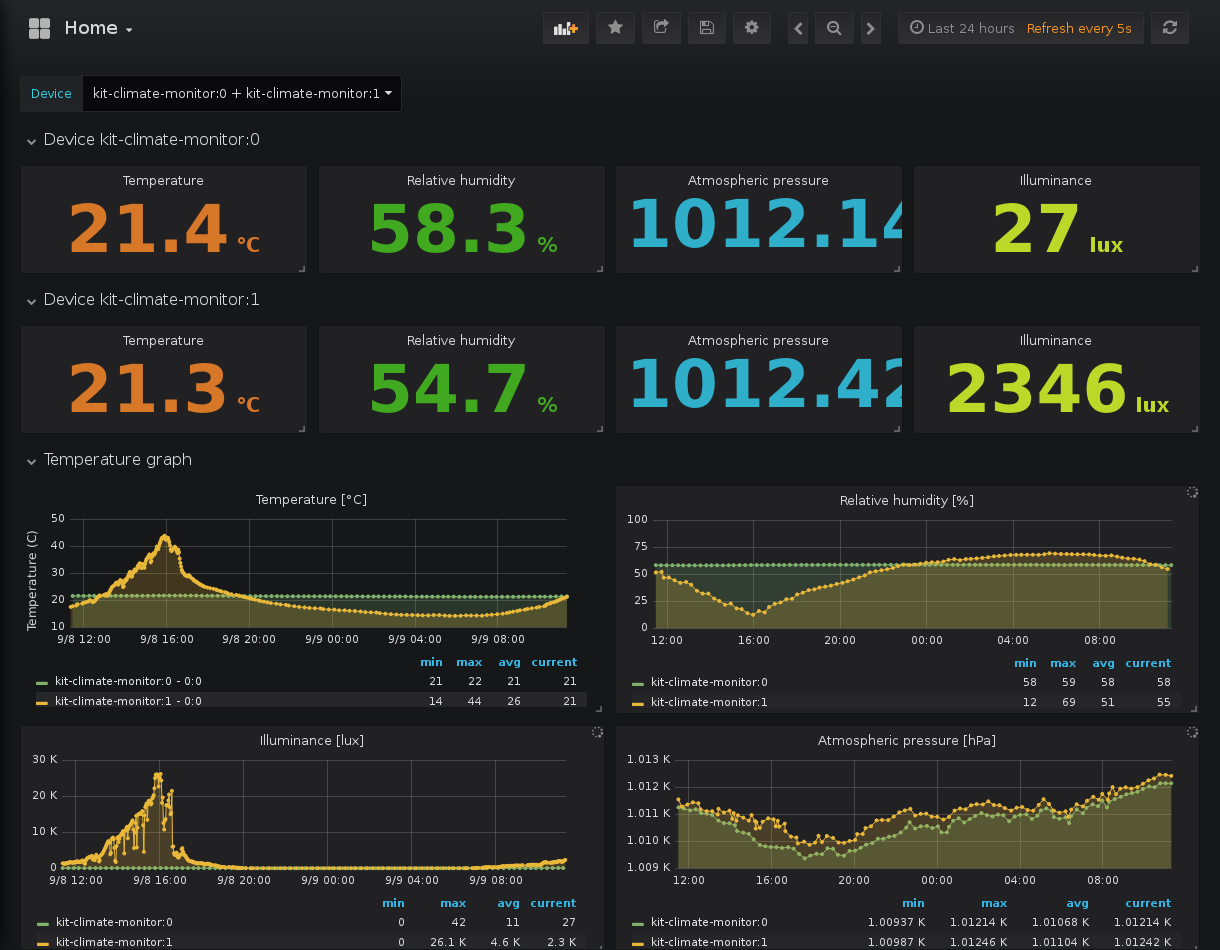 Home
Last 24 hours Refresh every 5s
Device kit-climate-monitor:0 + kit-climate-monitor:1
Device kit-climate-monitor:0
Temperature Relative humidity Atmospheric pressure Illuminance
21.4 °C 58.3 % 1012.14 27 lux
Device kit-climate-monitor:1
Temperature Relative humidity Atmospheric pressure Illuminance
21.3 °C 54.7 % 1012.42 2346 lux
Temperature graph
Temperature [°C]
Temperature (C)
50
40
30
20
10
9/8 12:00 9/8 16:00 9/8 20:00 9/9 00:00 9/9 04:00 9/9 08:00
min max avg current
kit-climate-monitor:0 - 0:0 21 22 21 21
kit-climate-monitor:1 - 0:0 14 44 26 21
Relative humidity [%]
100
75
50
25
0
12:00 16:00 20:00 00:00 04:00 08:00
min max avg current
kit-climate-monitor:0 58 59 58 58
kit-climate-monitor:1 12 69 51 55
Illuminance [lux]
30 K
20 K
10 K
0
9/8 12:00 9/8 16:00 9/8 20:00 9/9 00:00 9/9 04:00 9/9 08:00
min max avg current
kit-climate-monitor:0 0 42 11 27
kit-climate-monitor:1 0 26.1 K 4.6 K 2.3 K
Atmospheric pressure [hPa]
1.013 K
1.012 K
1.011 K
1.010 K
1.009 K
12:00 16:00 20:00 00:00 04:00 08:00
min max avg current
kit-climate-monitor:0 1.00937 K 1.01214 K 1.01068 K 1.01214 K
kit-climate-monitor:1 1.00987 K 1.01246 K 1.01104 K 1.01242 K